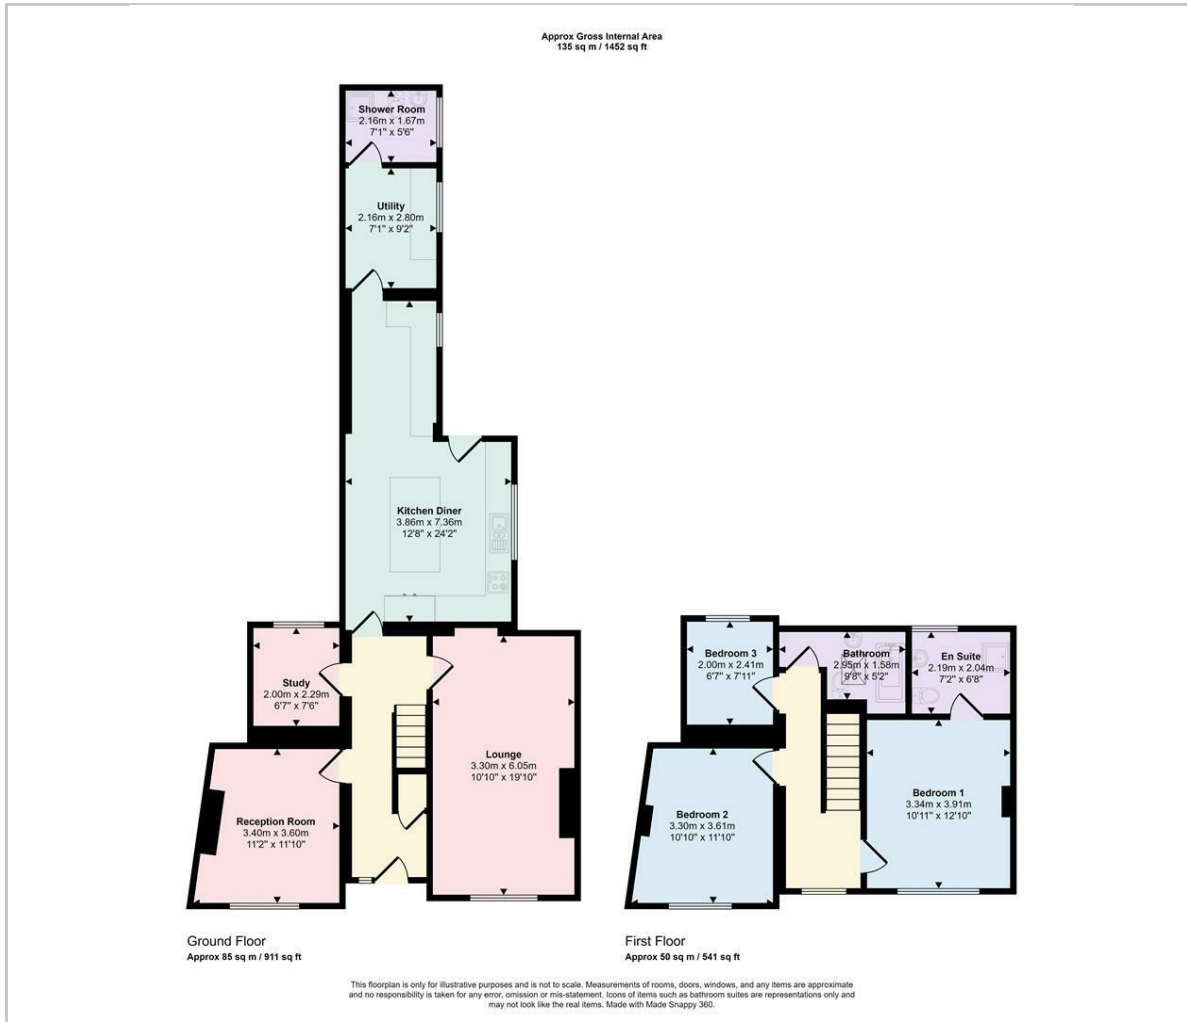 Approx Gross Internal Area
135 sq m / 1452 sq ft
Shower Room
2.16m x 1.67m
7'1" x 5'6"
Utility
2.16m x 2.80m
7'1" x 9'2"
Kitchen Diner
3.86m x 7.36m
12'8" x 24'2"
Study
2.00m x 2.29m
6'7" x 7'6"
Lounge
3.30m x 6.05m
10'10" x 19'10"
Reception Room
3.40m x 3.60m
11'2" x 11'10"
Ground Floor
Approx 85 sq m / 911 sq ft
Bedroom 3
2.00m x 2.41m
6'7" x 7'11"
Bathroom
2.95m x 1.58m
9'8" x 5'2"
En Suite
2.19m x 2.04m
7'2" x 6'8"
Bedroom 1
3.34m x 3.91m
10'11" x 12'10"
Bedroom 2
3.30m x 3.61m
10'10" x 11'10"
First Floor
Approx 50 sq m / 541 sq ft
This floorplan is only for illustrative purposes and is not to scale. Measurements of rooms, doors, windows, and any items are approximate
and no responsibility is taken for any error, omission or mis-statement. Icons of items such as bathroom suites are representations only and
may not look like the real items. Made with Made Snappy 360.